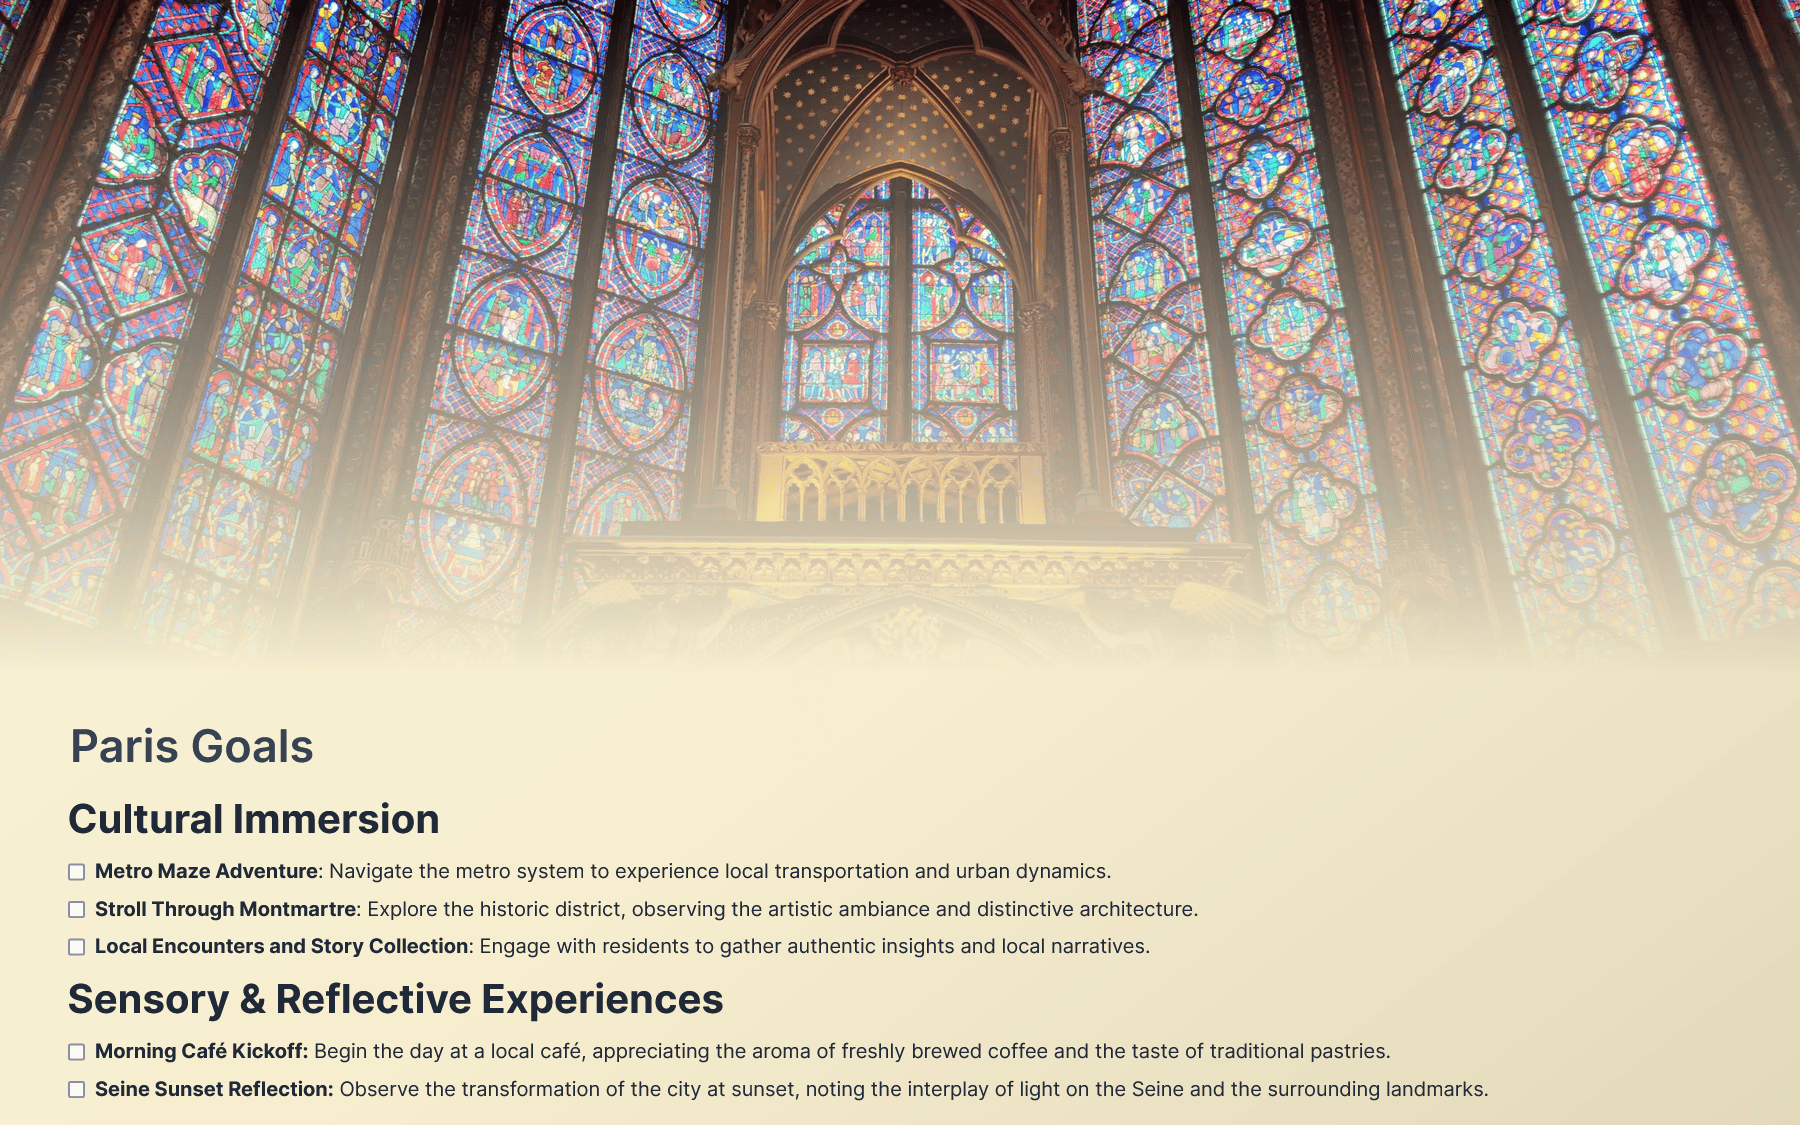 Paris Goals
Cultural Immersion
Metro Maze Adventure: Navigate the metro system to experience local transportation and urban dynamics.
Stroll Through Montmartre: Explore the historic district, observing the artistic ambiance and distinctive architecture.
Local Encounters and Story Collection: Engage with residents to gather authentic insights and local narratives.
Sensory & Reflective Experiences
Morning Café Kickoff: Begin the day at a local café, appreciating the aroma of freshly brewed coffee and the taste of traditional pastries.
Seine Sunset Reflection: Observe the transformation of the city at sunset, noting the interplay of light on the Seine and the surrounding landmarks.